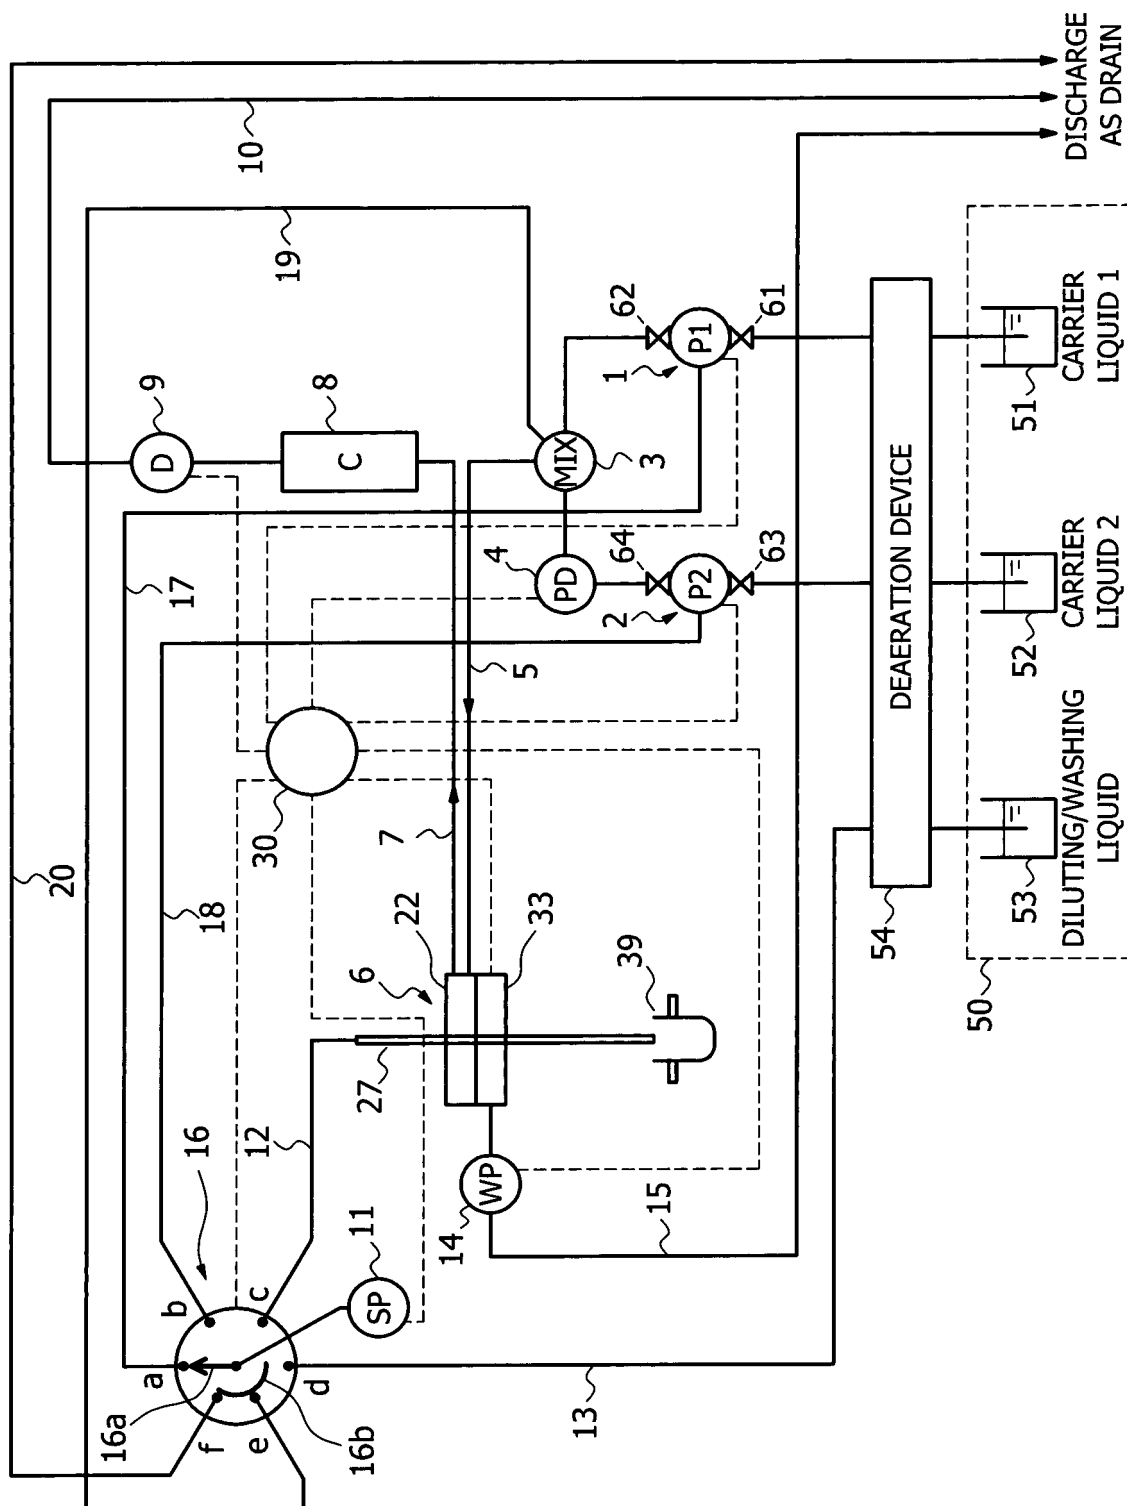 20
17
18
16
16a
16b
a
b
c
d
e
f
SP
11
12
13
27
6
22
33
39
WP
14
15
30
7
5
D
9
C
8
10
19
MIX
3
PD
4
P1
1
62
61
P2
2
64
63
DEAERATION DEVICE
54
50
51
CARRIER
LIQUID 1
52
CARRIER
LIQUID 2
53
DILUTING/WASHING
LIQUID
DISCHARGE
AS DRAIN